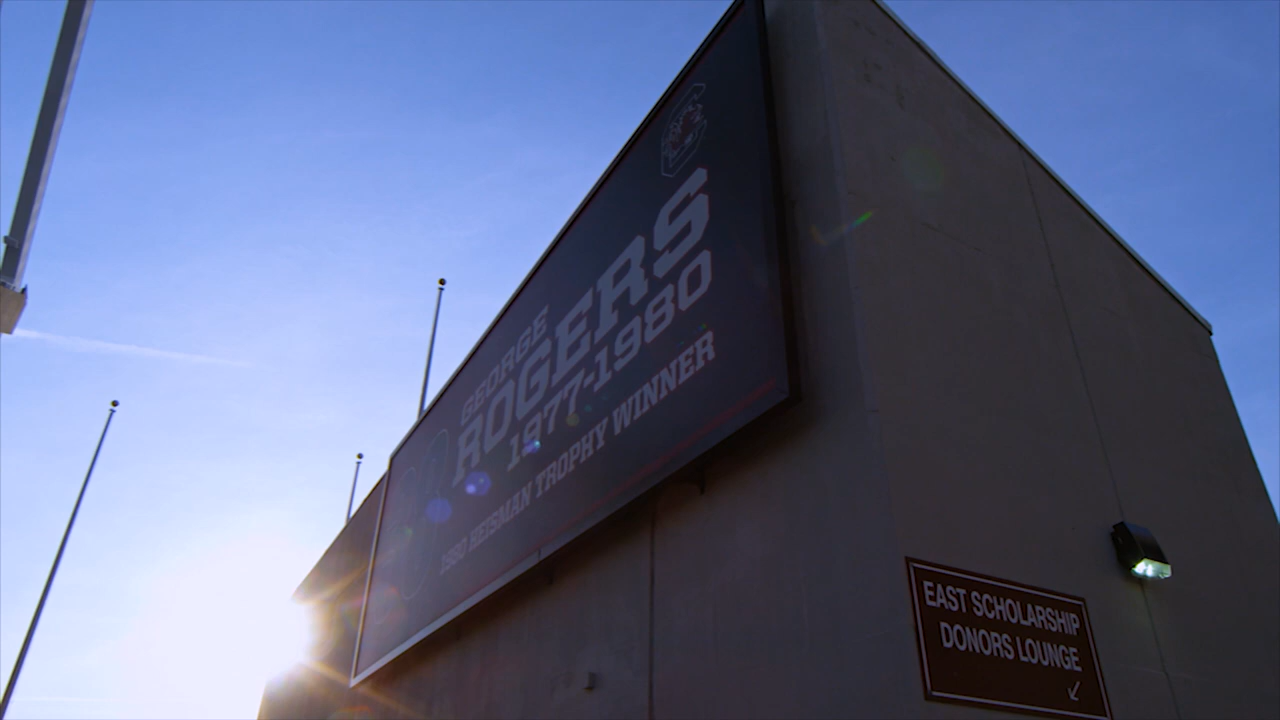 GEORGE
ROGERS
1977-1980
1980 HEISMAN TROPHY WINNER
EAST SCHOLARSHIP
DONORS LOUNGE